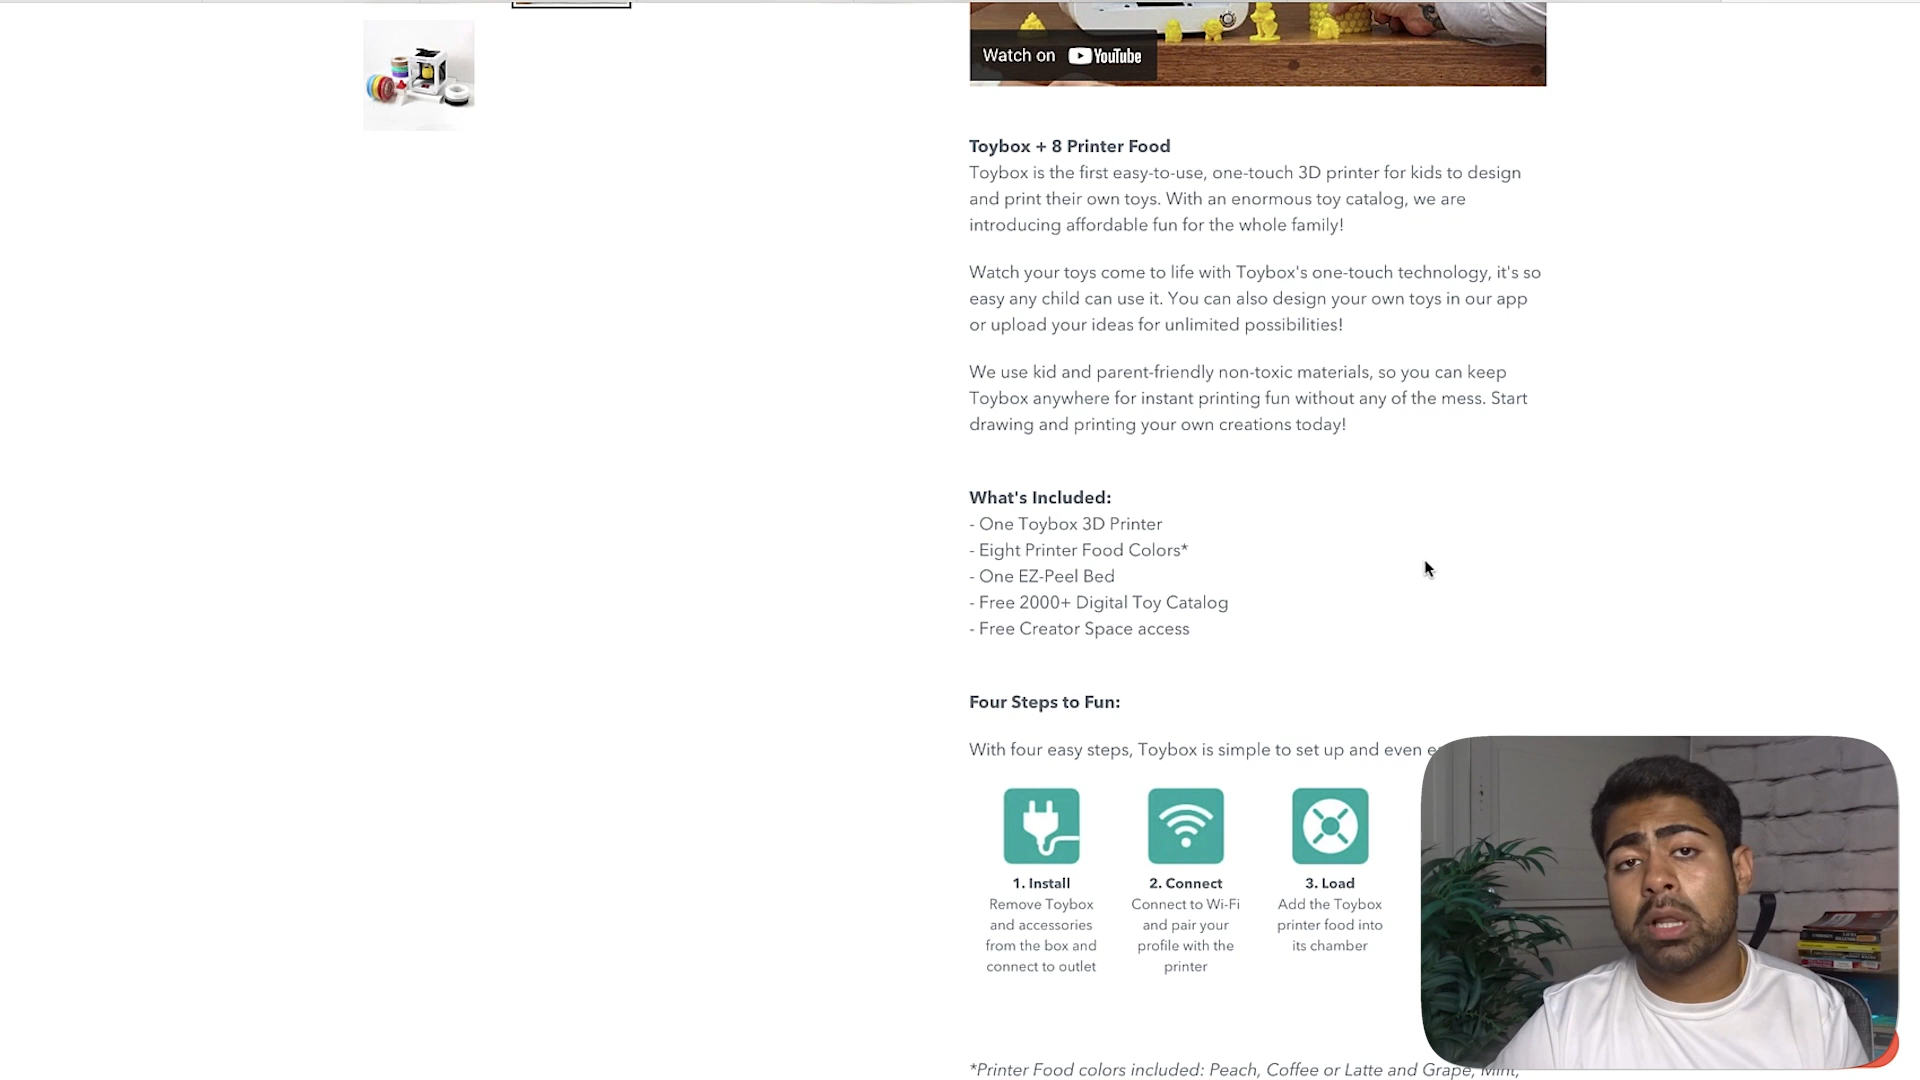 Watch on YouTube
Toybox + 8 Printer Food
Toybox is the first easy-to-use, one-touch 3D printer for kids to design
and print their own toys. With an enormous toy catalog, we are
introducing affordable fun for the whole family!
Watch your toys come to life with Toybox's one-touch technology, it's so
easy any child can use it. You can also design your own toys in our app
or upload your ideas for unlimited possibilities!
We use kid and parent-friendly non-toxic materials, so you can keep
Toybox anywhere for instant printing fun without any of the mess. Start
drawing and printing your own creations today!
What's Included:
- One Toybox 3D Printer
- Eight Printer Food Colors*
- One EZ-Peel Bed
- Free 2000+ Digital Toy Catalog
- Free Creator Space access
Four Steps to Fun:
With four easy steps, Toybox is simple to set up and even
1. Install
Remove Toybox
and accessories
from the box and
connect to outlet
2. Connect
Connect to Wi-Fi
and pair your
profile with the
printer
3. Load
Add the Toybox
printer food into
its chamber
*Printer Food colors included: Peach, Coffee or Latte and Grape, Mint,